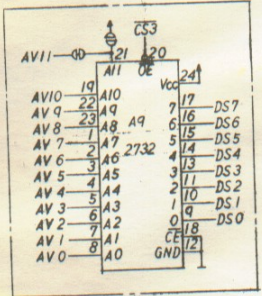 CS3
AV11 21 20
A11 OE
24
Vcc
AV10 19 A10 7 17 DS7
AV9 22 A9 6 16 DS6
AV8 23 A8 A9 5 15 DS5
AV7 1 A7 2732 4 14 DS4
AV6 2 A6 3 13 DS3
AV5 3 A5 2 11 DS2
AV4 4 A4 1 10 DS1
AV3 5 A3 0 9 DS0
AV2 6 A2 CE 18
AV1 7 A1 GND 12
AV0 8 A0